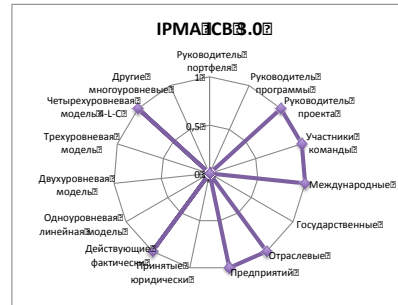 IPMA ICB 3.0
Руководитель
портфеля
Руководитель
программы
Руководитель
проекта
Участники
команды
Международные
Государственные
Отраслевые
Предприятий
Принятые
юридически
Действующие
фактически
Одноуровневая
линейная модель
Двухуровневая
модель
Трехуровневая
модель
Четырехуровневая
модель 4-L-C
Другие
многоуровневые
1
0,5
0